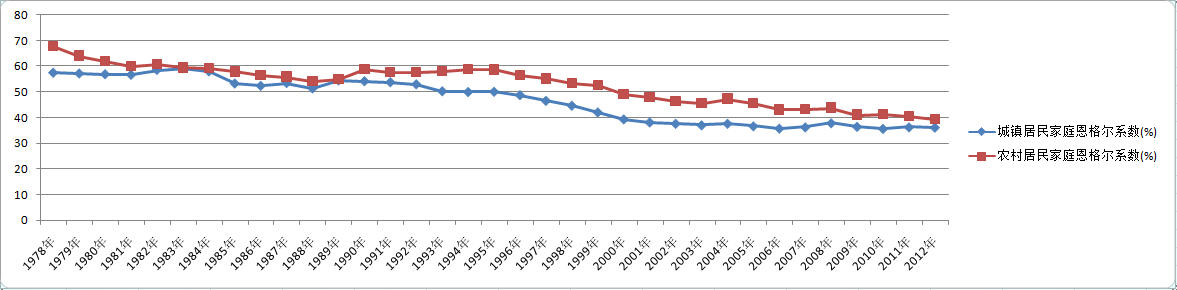 80
70
60
50
40
30
20
10
0
1978年
1979年
1980年
1981年
1982年
1983年
1984年
1985年
1986年
1987年
1988年
1989年
1990年
1991年
1992年
1993年
1994年
1995年
1996年
1997年
1998年
1999年
2000年
2001年
2002年
2003年
2004年
2005年
2006年
2007年
2008年
2009年
2010年
2011年
2012年
城镇居民家庭恩格尔系数(%)
农村居民家庭恩格尔系数(%)